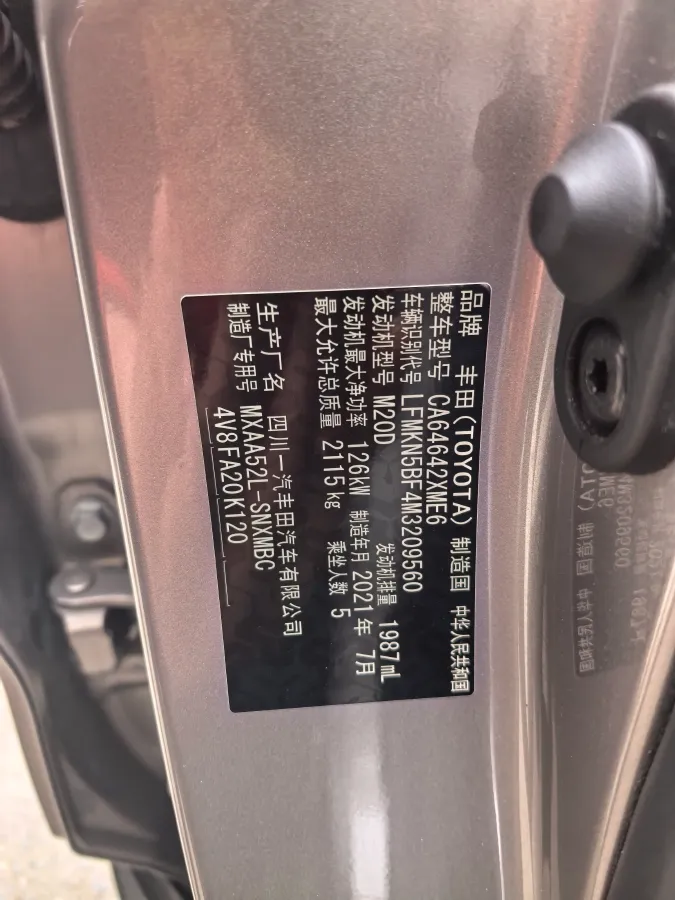 品牌 丰田(TOYOTA) 制造国 中华人民共和国
整车型号 CA64642XME6
车辆识别代号 LFMKN5BF4M3209560
发动机型号 M20D 发动机排量 1987mL
发动机最大净功率 126kW 制造年月 2021年 7月
最大允许总质量 2115kg 乘坐人数 5
生产厂名 四川一汽丰田汽车有限公司
制造厂专用号 MXAA52L-SNXMBC
4V8FA20K120